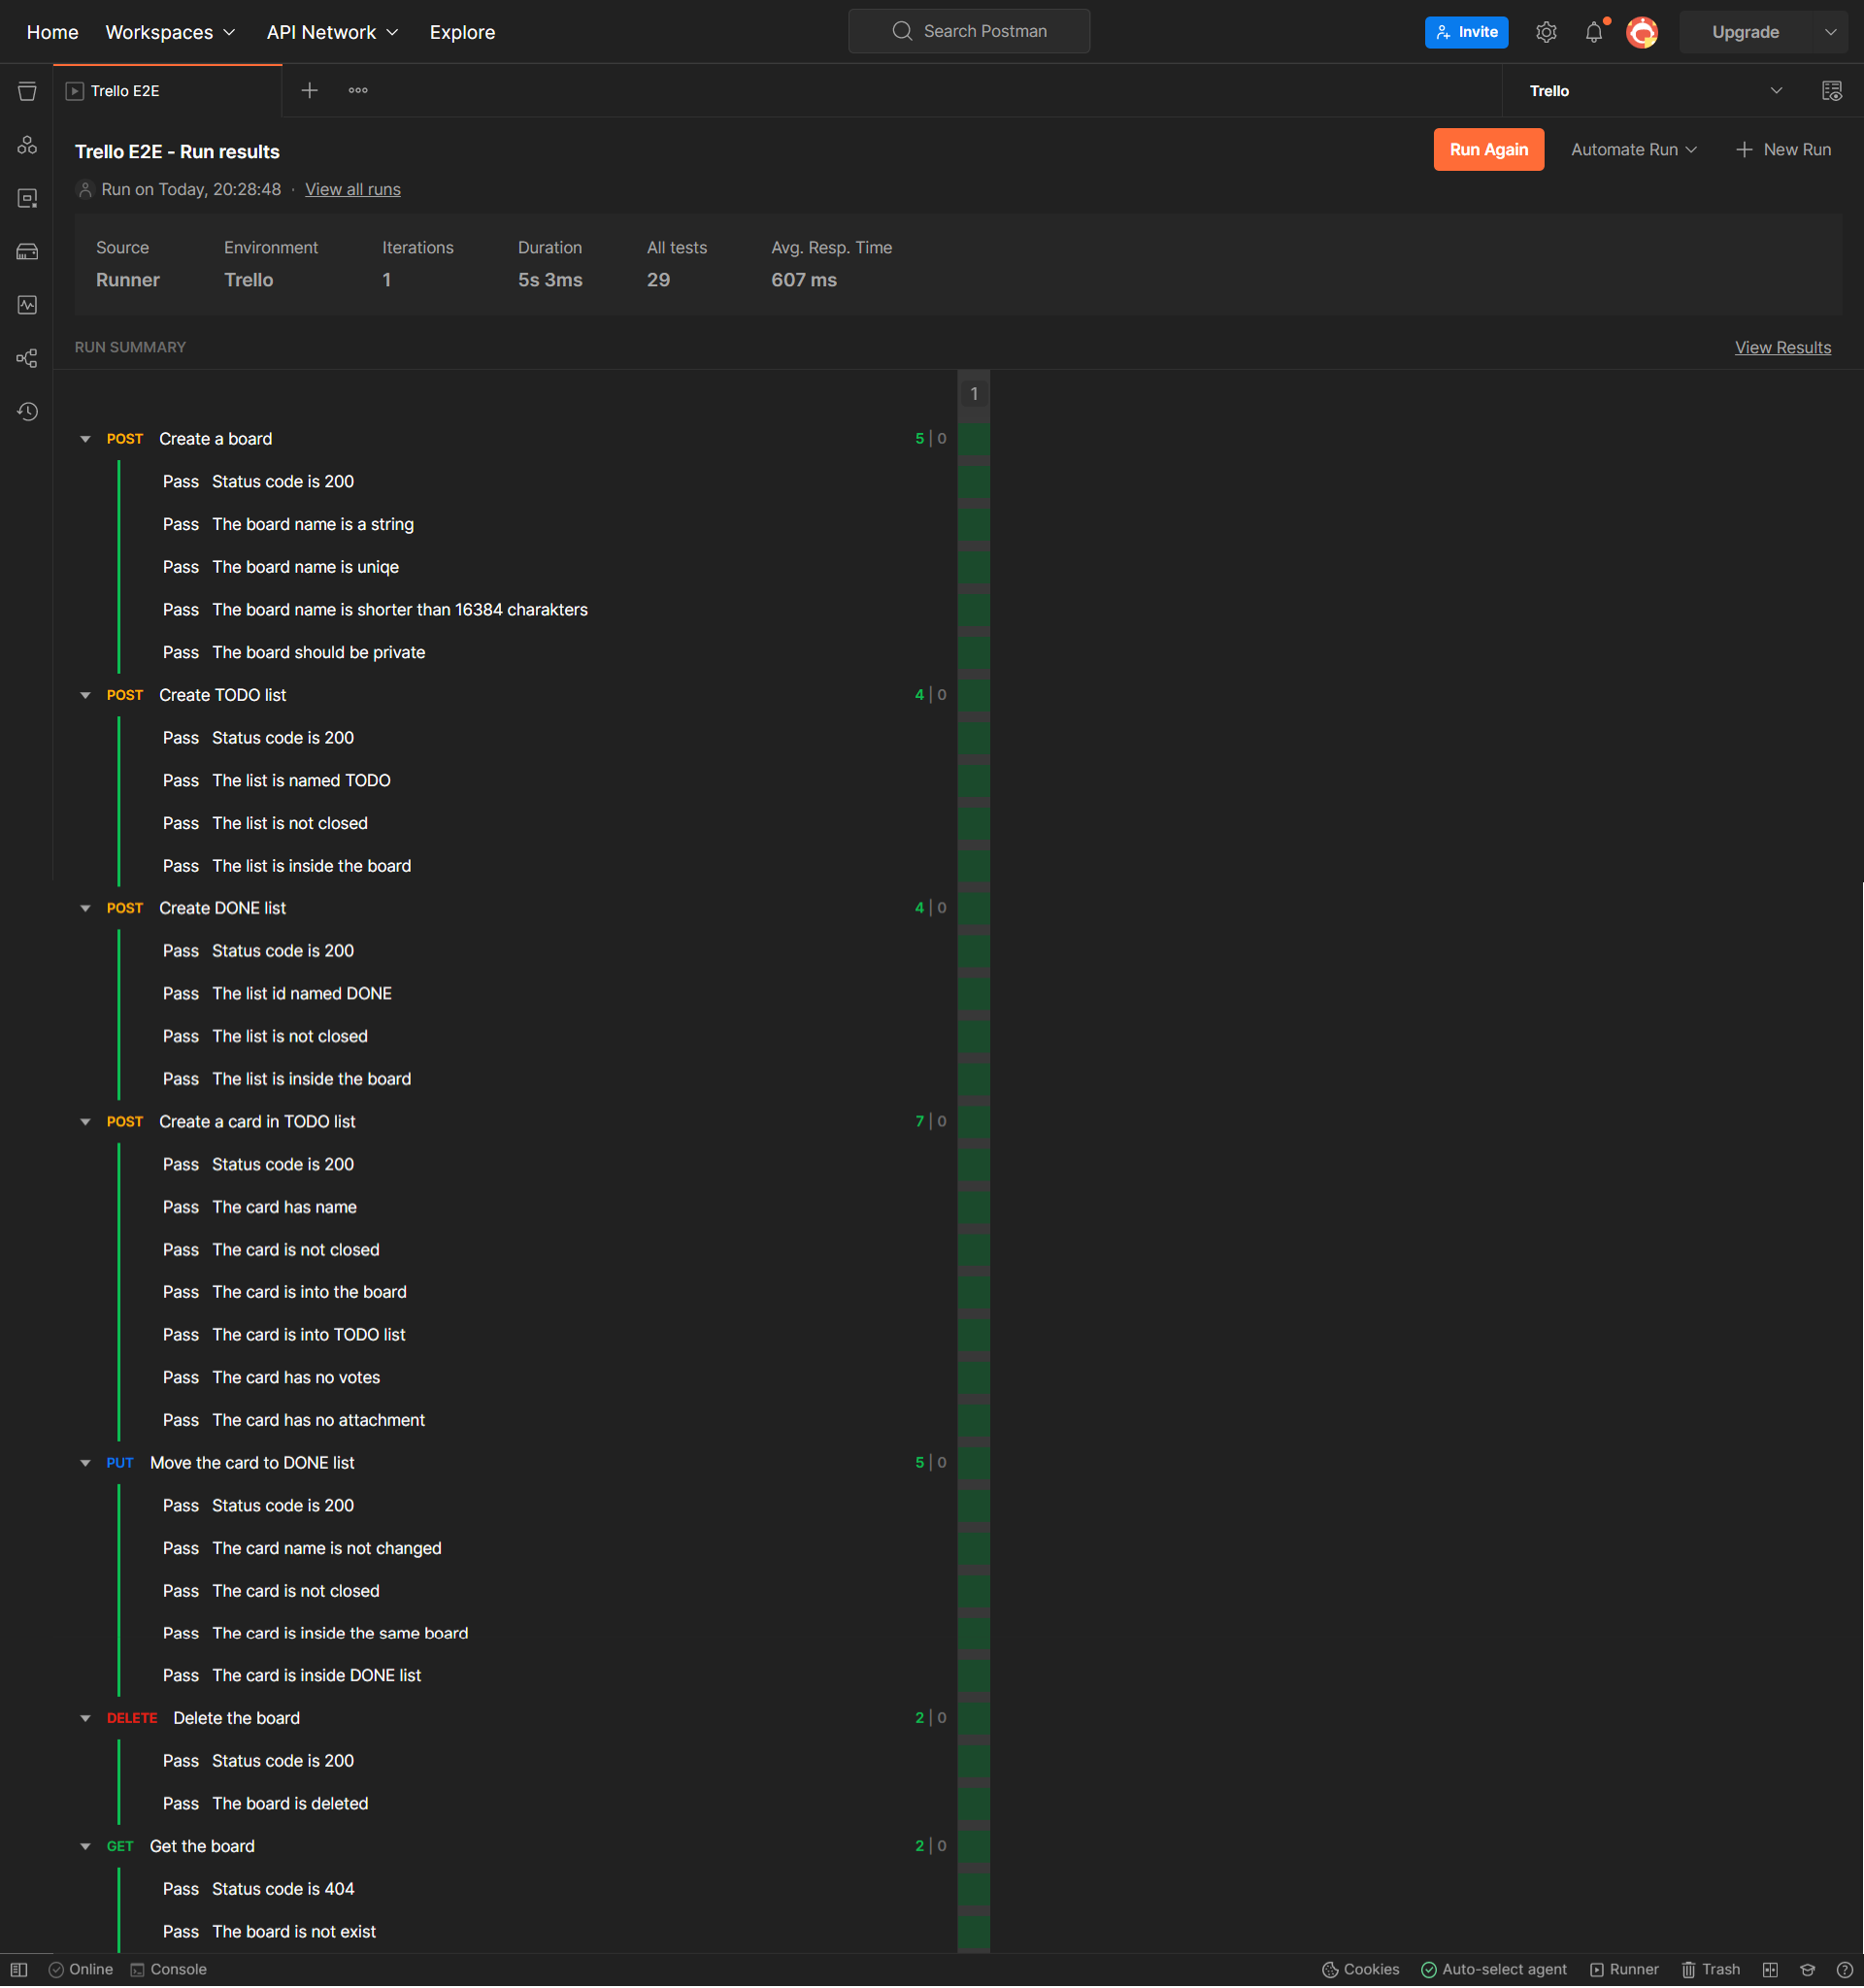 Home Workspaces API Network Explore Search Postman Invite Upgrade
Trello E2E Trello
Trello E2E - Run results Run Again Automate Run New Run
Run on Today, 20:28:48 · View all runs
Source Environment Iterations Duration All tests Avg. Resp. Time
Runner Trello 1 5s 3ms 29 607 ms
RUN SUMMARY View Results
1
POST Create a board 5 | 0
Pass Status code is 200
Pass The board name is a string
Pass The board name is uniqe
Pass The board name is shorter than 16384 charakters
Pass The board should be private
POST Create TODO list 4 | 0
Pass Status code is 200
Pass The list is named TODO
Pass The list is not closed
Pass The list is inside the board
POST Create DONE list 4 | 0
Pass Status code is 200
Pass The list id named DONE
Pass The list is not closed
Pass The list is inside the board
POST Create a card in TODO list 7 | 0
Pass Status code is 200
Pass The card has name
Pass The card is not closed
Pass The card is into the board
Pass The card is into TODO list
Pass The card has no votes
Pass The card has no attachment
PUT Move the card to DONE list 5 | 0
Pass Status code is 200
Pass The card name is not changed
Pass The card is not closed
Pass The card is inside the same board
Pass The card is inside DONE list
DELETE Delete the board 2 | 0
Pass Status code is 200
Pass The board is deleted
GET Get the board 2 | 0
Pass Status code is 404
Pass The board is not exist
Online Console Cookies Auto-select agent Runner Trash